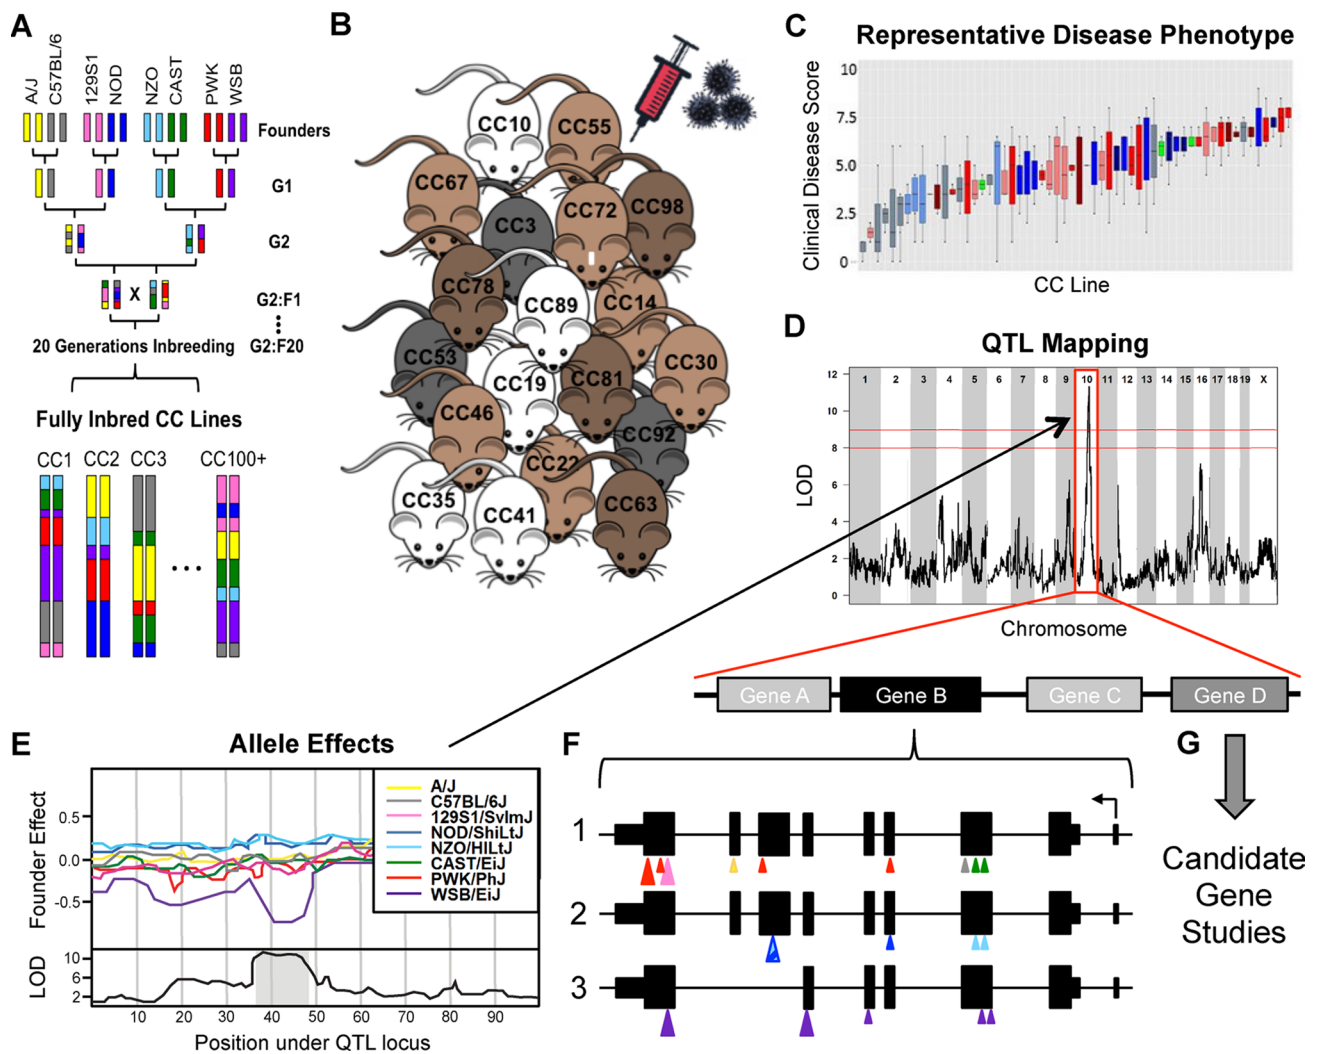 A
A/J
C57BL/6
129S1
NOD
NZO
CAST
PWK
WSB
Founders
G1
G2
X
G2:F1
20 Generations Inbreeding
G2:F20
Fully Inbred CC Lines
CC1
CC2
CC3
CC100+
B
CC10
CC55
CC67
CC3
CC72
CC98
CC78
CC89
CC14
CC53
CC19
CC81
CC30
CC46
CC92
CC22
CC35
CC41
CC63
C
Representative Disease Phenotype
Clinical Disease Score
10
7.5
5.0
2.5
0
CC Line
D
QTL Mapping
LOD
12
10
8
6
4
2
0
1 2 3 4 5 6 7 8 9 10 11 12 13 14 15 16 17 18 19 X
Chromosome
Gene A
Gene B
Gene C
Gene D
E
Allele Effects
Founder Effect
0.5
0.0
-0.5
A/J
C57BL/6J
129S1/SvImJ
NOD/ShiLtJ
NZO/HILtJ
CAST/EiJ
PWK/PhJ
WSB/EiJ
LOD
10
6
2
10 20 30 40 50 60 70 80 90
Position under QTL locus
F
1
2
3
G
Candidate
Gene
Studies